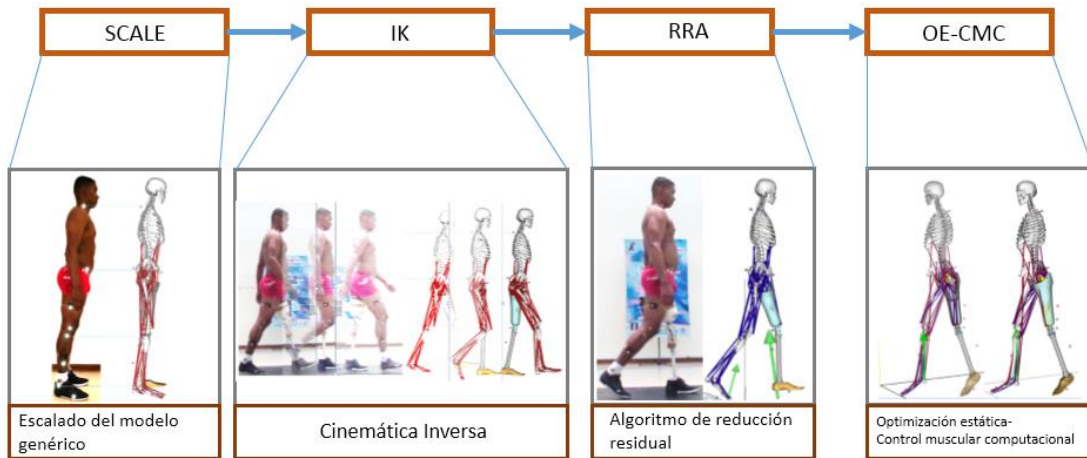 SCALE
IK
RRA
OE-CMC
Escalado del modelo
genérico
Cinemática Inversa
Algoritmo de reducción
residual
Optimización estática-
Control muscular computacional